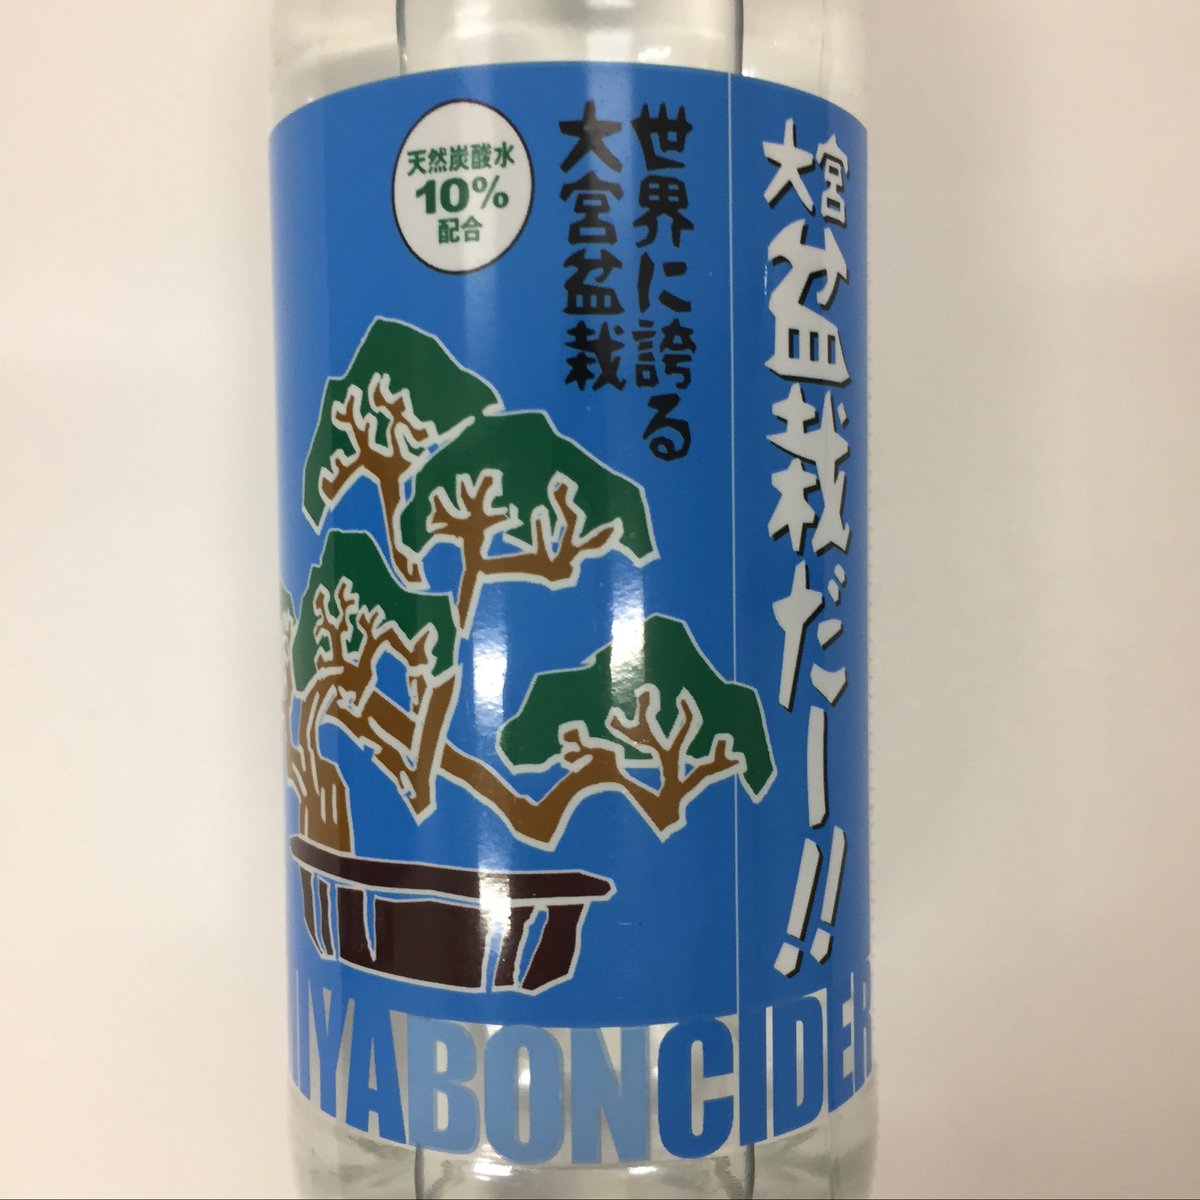 大宮
盆栽だー!!
世界に誇る
大宮盆栽
天然炭酸水
10%
配合
IYABONCIDER